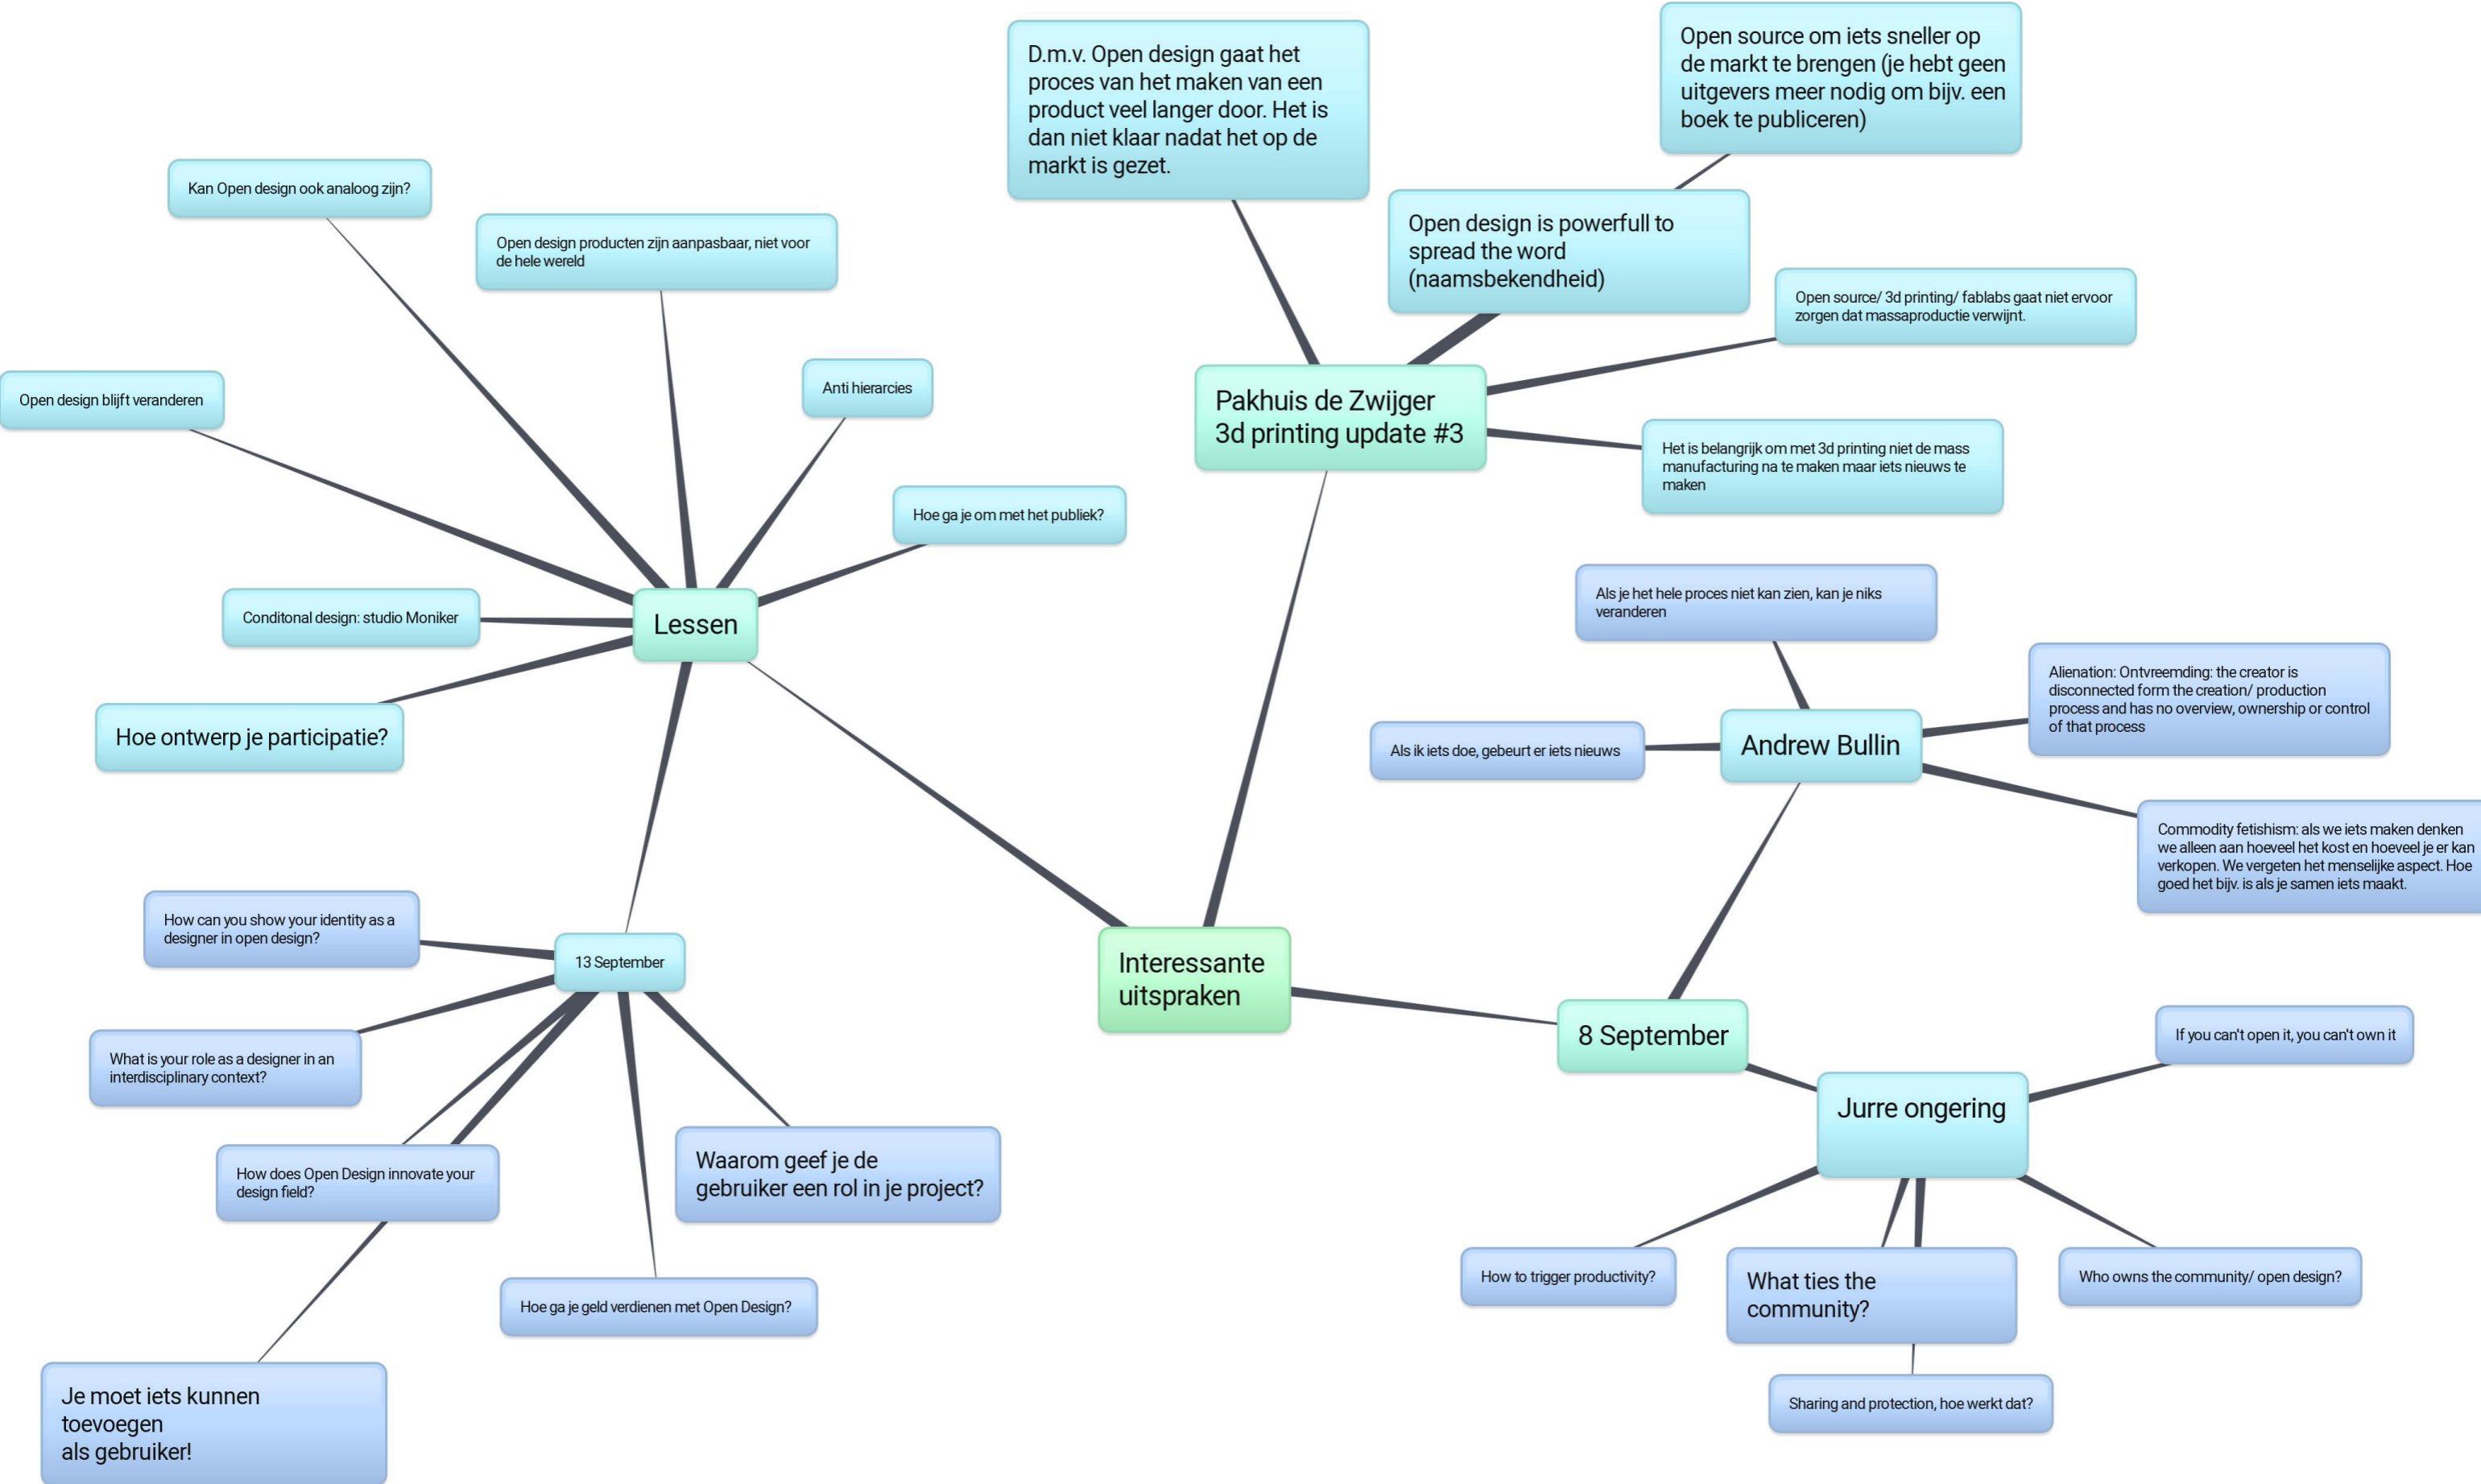 D.m.v. Open design gaat het
proces van het maken van een
product veel langer door. Het is
dan niet klaar nadat het op de
markt is gezet.
Open source om iets sneller op
de markt te brengen (je hebt geen
uitgevers meer nodig om bijv. een
boek te publiceren)
Kan Open design ook analoog zijn?
Open design producten zijn aanpasbaar, niet voor
de hele wereld
Open design is powerfull to
spread the word
(naamsbekendheid)
Open source/ 3d printing/ fablabs gaat niet ervoor
zorgen dat massaproductie verwijnt.
Open design blijft veranderen
Anti hierarcies
Pakhuis de Zwijger
3d printing update #3
Het is belangrijk om met 3d printing niet de mass
manufacturing na te maken maar iets nieuws te
maken
Hoe ga je om met het publiek?
Conditonal design: studio Moniker
Lessen
Als je het hele proces niet kan zien, kan je niks
veranderen
Hoe ontwerp je participatie?
Als ik iets doe, gebeurt er iets nieuws
Andrew Bullin
Alienation: Ontvreemding: the creator is
disconnected form the creation/ production
process and has no overview, ownership or control
of that process
Commodity fetishism: als we iets maken denken
we alleen aan hoeveel het kost en hoeveel je er kan
verkopen. We vergeten het menselijke aspect. Hoe
goed het bijv. is als je samen iets maakt.
How can you show your identity as a
designer in open design?
13 September
Interessante
uitspraken
8 September
If you can't open it, you can't own it
What is your role as a designer in an
interdisciplinary context?
Jurre ongering
How does Open Design innovate your
design field?
Waarom geef je de
gebruiker een rol in je project?
Hoe ga je geld verdienen met Open Design?
How to trigger productivity?
What ties the
community?
Who owns the community/ open design?
Je moet iets kunnen
toevoegen
als gebruiker!
Sharing and protection, hoe werkt dat?